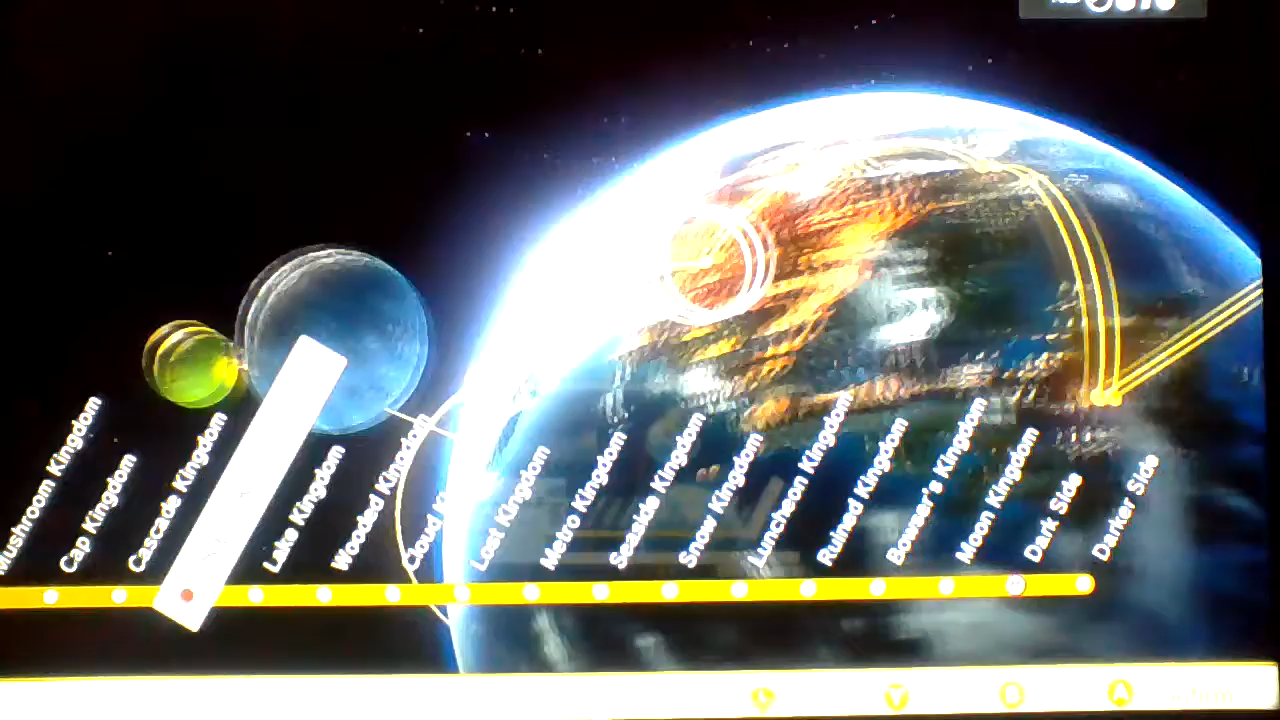 Mushroom Kingdom
Cap Kingdom
Cascade Kingdom
Lake Kingdom
Wooded Kingdom
Cloud
Lost Kingdom
Metro Kingdom
Seaside Kingdom
Snow Kingdom
Luncheon Kingdom
Ruined Kingdom
Bowser's Kingdom
Moon Kingdom
Dark Side
Darker Side
L Y B A